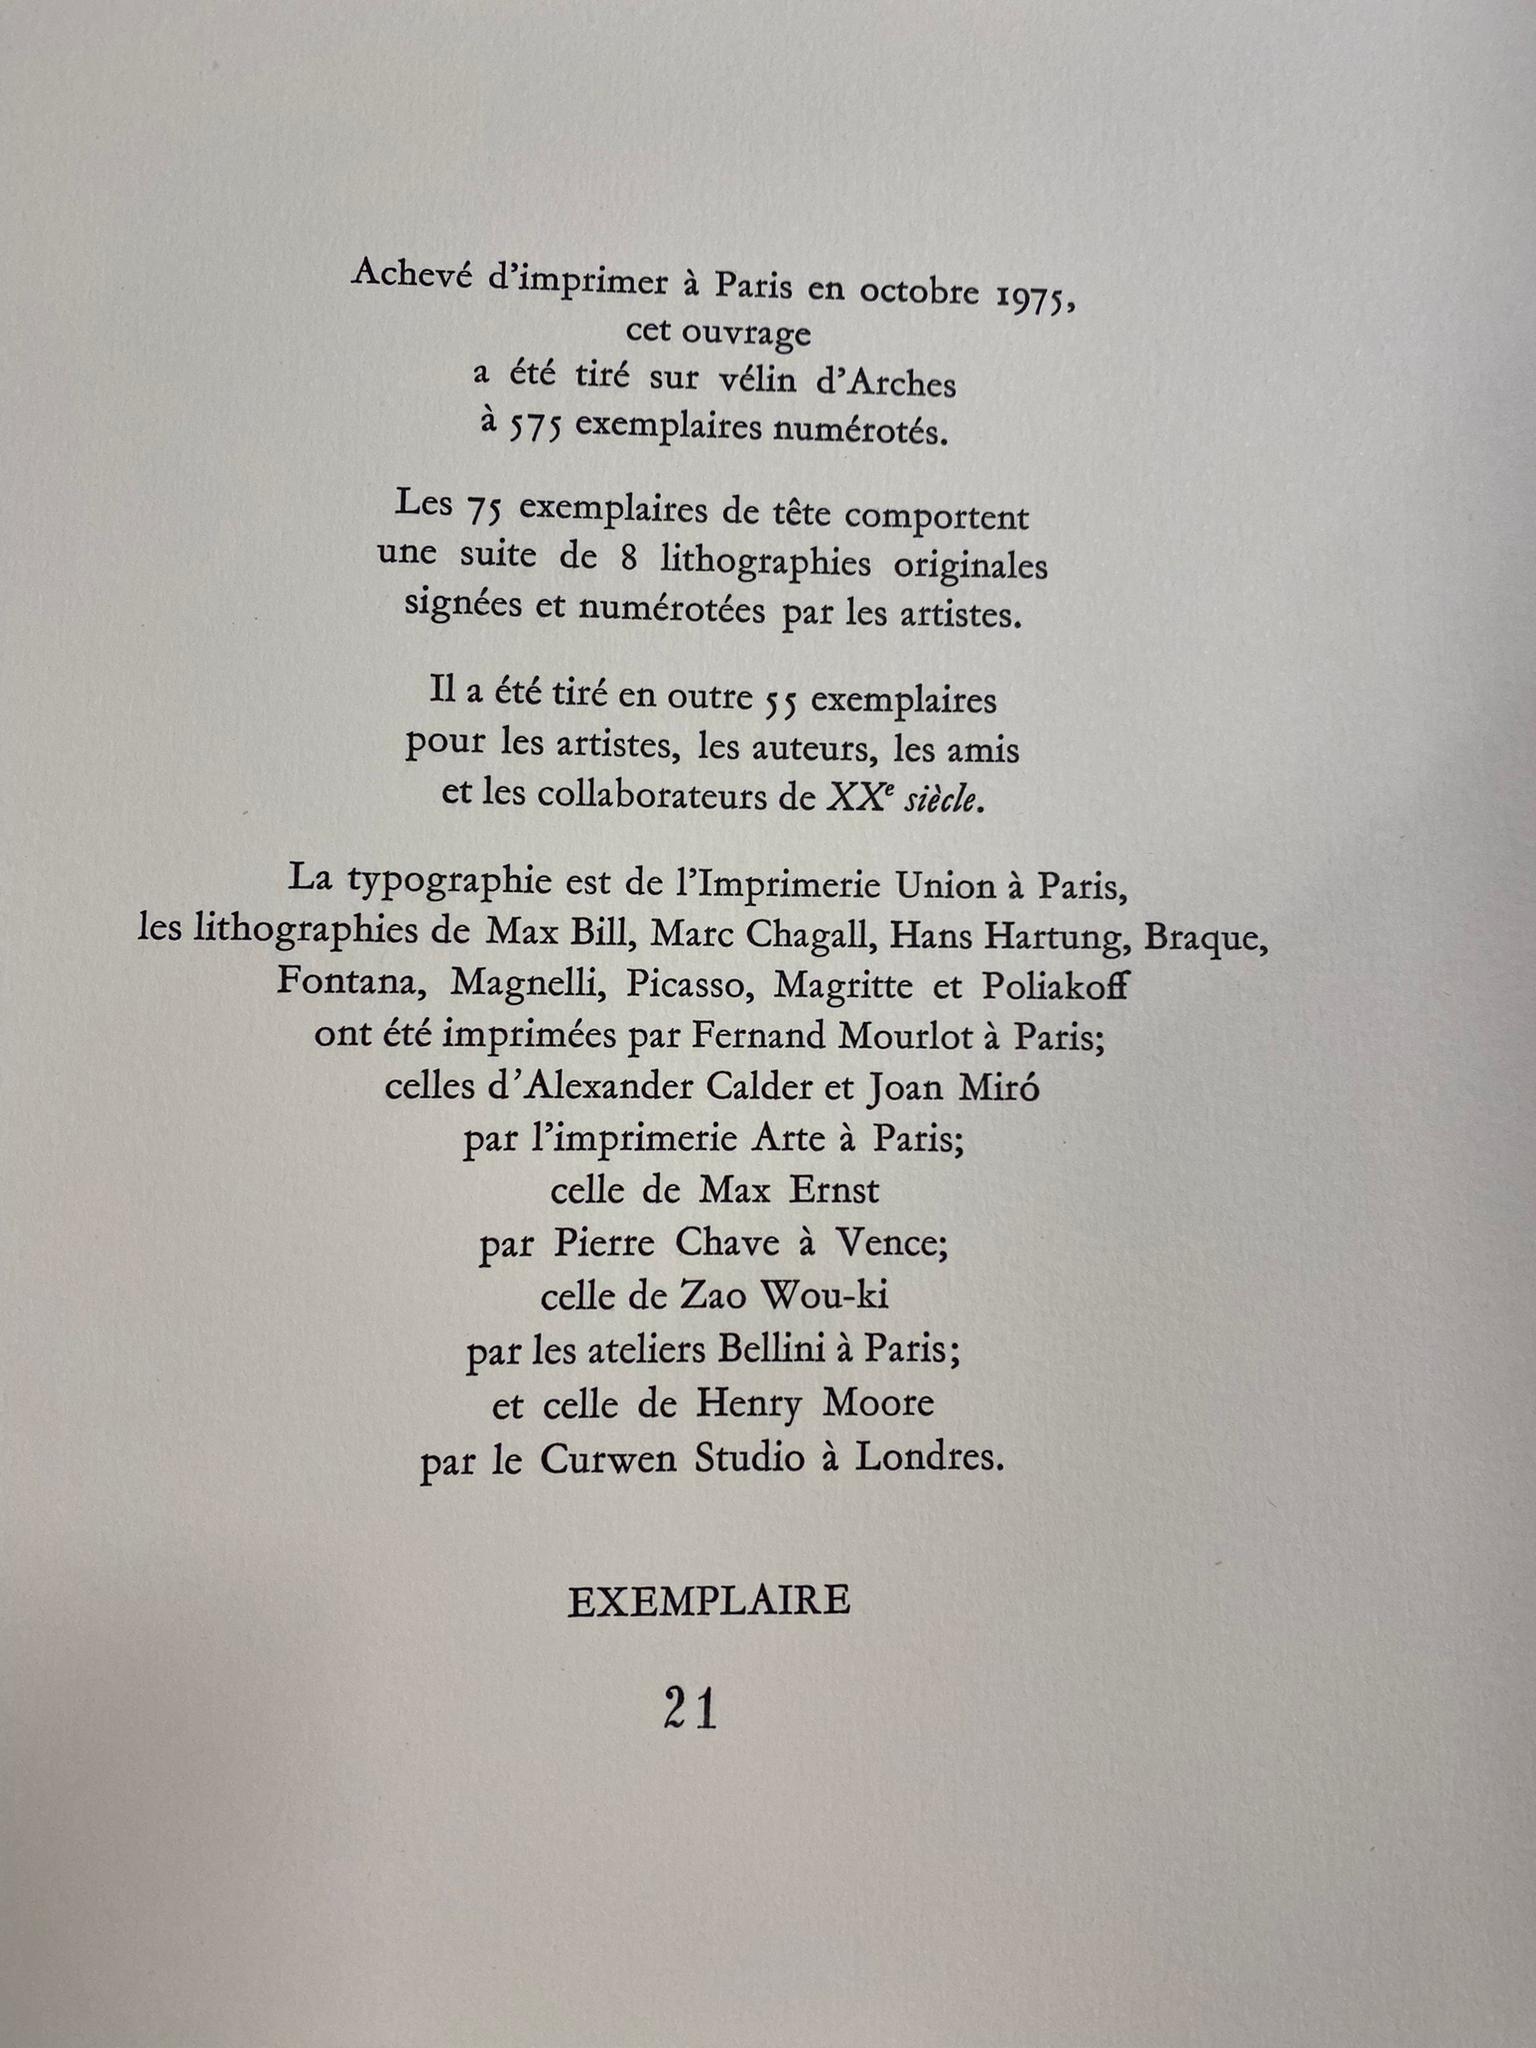 Achevé d'imprimer à Paris en octobre 1975,
cet ouvrage
a été tiré sur vélin d'Arches
à 575 exemplaires numérotés.
Les 75 exemplaires de tête comportent
une suite de 8 lithographies originales
signées et numérotées par les artistes.
Il a été tiré en outre 55 exemplaires
pour les artistes, les auteurs, les amis
et les collaborateurs de XXe siècle.
La typographie est de l'Imprimerie Union à Paris,
les lithographies de Max Bill, Marc Chagall, Hans Hartung, Braque,
Fontana, Magnelli, Picasso, Magritte et Poliakoff
ont été imprimées par Fernand Mourlot à Paris;
celles d'Alexander Calder et Joan Miró
par l'imprimerie Arte à Paris;
celle de Max Ernst
par Pierre Chave à Vence;
celle de Zao Wou-ki
par les ateliers Bellini à Paris;
et celle de Henry Moore
par le Curwen Studio à Londres.
EXEMPLAIRE
21